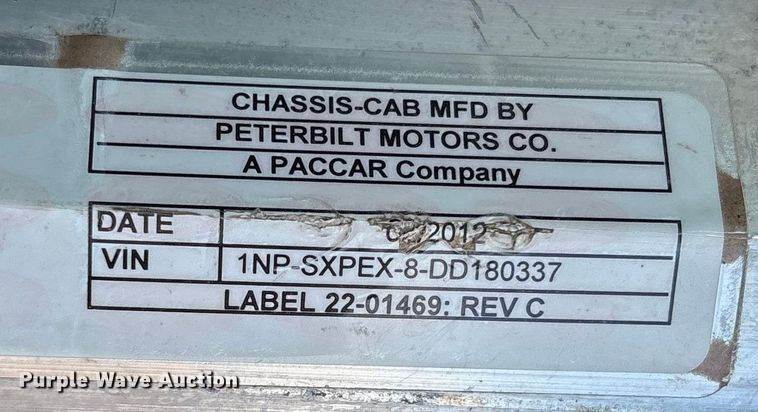 CHASSIS-CAB MFD BY
PETERBILT MOTORS CO.
A PACCAR Company
DATE 2012
VIN 1NP-SXPEX-8-DD180337
LABEL 22-01469: REV C
Purple Wave Auction